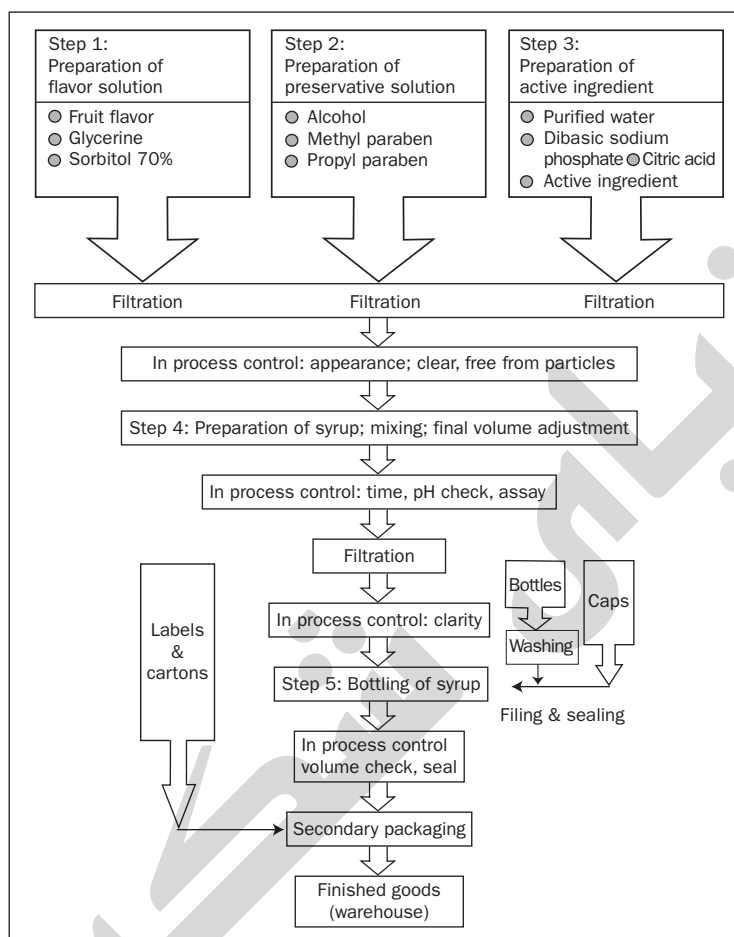 Step 1:
Preparation of
flavor solution
Fruit flavor
Glycerine
Sorbitol 70%
Step 2:
Preparation of
preservative solution
Alcohol
Methyl paraben
Propyl paraben
Step 3:
Preparation of
active ingredient
Purified water
Dibasic sodium
phosphate Citric acid
Active ingredient
Filtration Filtration Filtration
In process control: appearance; clear, free from particles
Step 4: Preparation of syrup; mixing; final volume adjustment
In process control: time, pH check, assay
Filtration
In process control: clarity
Bottles
Caps
Washing
Labels
&
cartons
Step 5: Bottling of syrup
Filing & sealing
In process control
volume check, seal
Secondary packaging
Finished goods
(warehouse)